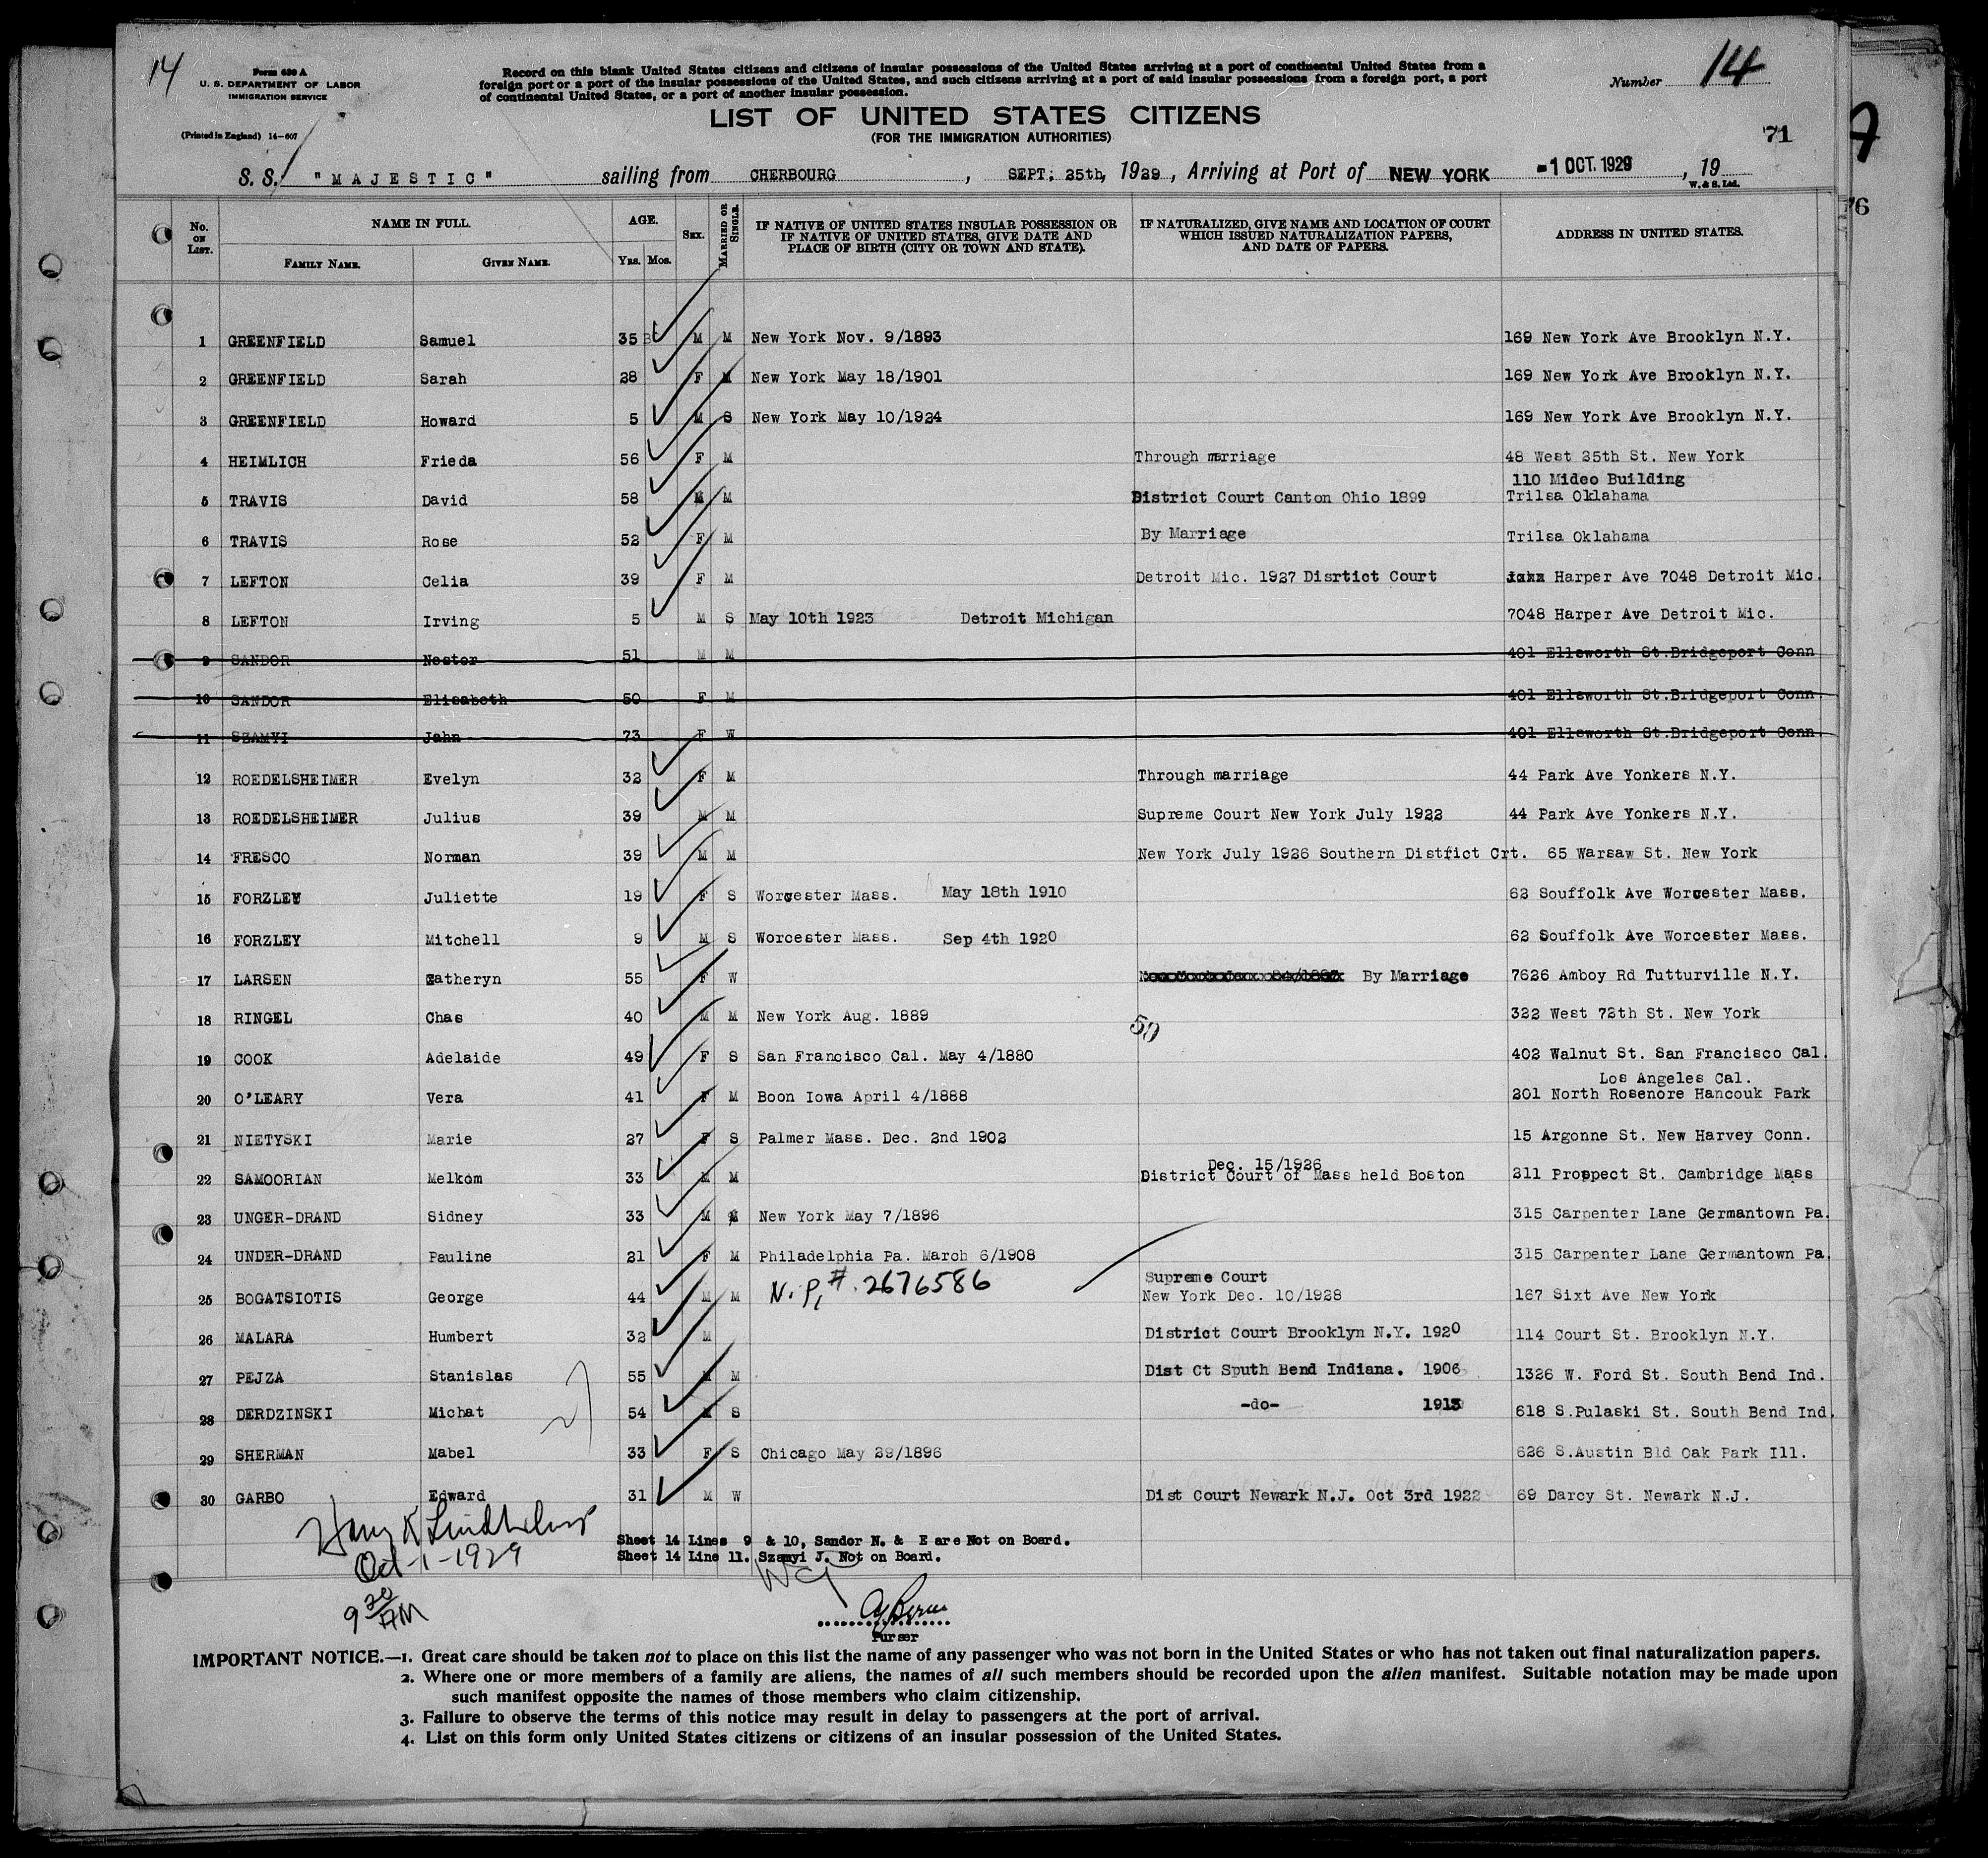 14
Form 630 A
U. S. DEPARTMENT OF LABOR
IMMIGRATION SERVICE
(Printed in England) 14-607
Record on this blank United States citizens and citizens of insular possessions of the United States arriving at a port of continental United States from a
foreign port or a port of the insular possessions of the United States, and such citizens arriving at a port of said insular possessions from a foreign port, a port
of continental United States, or a port of another insular possession.
Number 14
LIST OF UNITED STATES CITIZENS
(FOR THE IMMIGRATION AUTHORITIES)
71
S. S. "MAJESTIC" sailing from CHERBOURG, SEPT; 25th, 1929, Arriving at Port of NEW YORK -1 OCT. 1929, 19
W. & S. Ltd.
76
No. ON LIST. NAME IN FULL. FAMILY NAME. GIVEN NAME. AGE. YRS. MOS. SEX. MARRIED OR SINGLE. IF NATIVE OF UNITED STATES INSULAR POSSESSION OR IF NATIVE OF UNITED STATES, GIVE DATE AND PLACE OF BIRTH (CITY OR TOWN AND STATE). IF NATURALIZED, GIVE NAME AND LOCATION OF COURT WHICH ISSUED NATURALIZATION PAPERS, AND DATE OF PAPERS. ADDRESS IN UNITED STATES.
1 GREENFIELD Samuel 35 M M New York Nov. 9/1893 169 New York Ave Brooklyn N.Y.
2 GREENFIELD Sarah 28 F M New York May 18/1901 169 New York Ave Brooklyn N.Y.
3 GREENFIELD Howard 5 M S New York May 10/1924 169 New York Ave Brooklyn N.Y.
4 HEIMLICH Frieda 56 F M Through marriage 48 West 25th St. New York
110 Mideo Building
5 TRAVIS David 58 M M District Court Canton Ohio 1899 Trilsa Oklahama
6 TRAVIS Rose 52 F M By Marriage Trilsa Oklahama
7 LEFTON Celia 39 F M Detroit Mic. 1927 Disrtict Court Harper Ave 7048 Detroit Mic.
8 LEFTON Irving 5 M S May 10th 1923 Detroit Michigan 7048 Harper Ave Detroit Mic.
9 SANDOR Nestor 51 M M 401 Ellsworth St.Bridgeport Conn
10 SANDOR Elisabeth 50 F M 401 Ellsworth St.Bridgeport Conn
11 SZAMYI Jahn 73 F W 401 Ellsworth St.Bridgeport Conn
12 ROEDELSHEIMER Evelyn 32 F M Through marriage 44 Park Ave Yonkers N.Y.
13 ROEDELSHEIMER Julius 39 M M Supreme Court New York July 1922 44 Park Ave Yonkers N.Y.
14 FRESCO Norman 39 M M New York July 1926 Southern District Crt. 65 Warsaw St. New York
15 FORZLEY Juliette 19 F S Worcester Mass. May 18th 1910 62 Souffolk Ave Worcester Mass.
16 FORZLEY Mitchell 9 M S Worcester Mass. Sep 4th 1920 62 Souffolk Ave Worcester Mass.
17 LARSEN Catheryn 55 F W By Marriage 7626 Amboy Rd Tutturville N.Y.
18 RINGEL Chas 40 M M New York Aug. 1889 322 West 72th St. New York
50
19 COOK Adelaide 49 F S San Francisco Cal. May 4/1880 402 Walnut St. San Francisco Cal.
Los Angeles Cal.
20 O'LEARY Vera 41 F M Boon Iowa April 4/1888 201 North Rosenore Hancouk Park
21 NIETYSKI Marie 27 F S Palmer Mass. Dec. 2nd 1902 15 Argonne St. New Harvey Conn.
Dec. 15/1926
22 SAMOORIAN Melkom 33 M M District Court of Mass held Boston 211 Prospect St. Cambridge Mass
23 UNGER-DRAND Sidney 33 M M New York May 7/1896 315 Carpenter Lane Germantown Pa.
24 UNDER-DRAND Pauline 21 F M Philadelphia Pa. March 6/1908 315 Carpenter Lane Germantown Pa.
N.P, #. 2676586 Supreme Court
25 BOGATSIOTIS George 44 M M New York Dec. 10/1928 167 Sixt Ave New York
26 MALARA Humbert 32 M District Court Brooklyn N.Y. 1920 114 Court St. Brooklyn N.Y.
27 PEJZA Stanislas 55 M M Dist Ct Sputh Bend Indiana. 1906 1326 W. Ford St. South Bend Ind.
28 DERDZINSKI Michat 54 M S -do- 1913 618 S.Pulaski St. South Bend Ind.
29 SHERMAN Mabel 33 F S Chicago May 29/1896 626 S.Austin Bld Oak Park Ill.
30 GARBO Edward 31 M W Dist Court Newark N.J. Oct 3rd 1922 69 Darcy St. Newark N.J.
Oct-1-1929
9 20 AM
Sheet 14 Lines 9 & 10, Sandor N. & E are Not on Board.
Sheet 14 Line 11. Szamyi J. Not on Board.
Purser
IMPORTANT NOTICE.—1. Great care should be taken not to place on this list the name of any passenger who was not born in the United States or who has not taken out final naturalization papers.
2. Where one or more members of a family are aliens, the names of all such members should be recorded upon the alien manifest. Suitable notation may be made upon
such manifest opposite the names of those members who claim citizenship.
3. Failure to observe the terms of this notice may result in delay to passengers at the port of arrival.
4. List on this form only United States citizens or citizens of an insular possession of the United States.